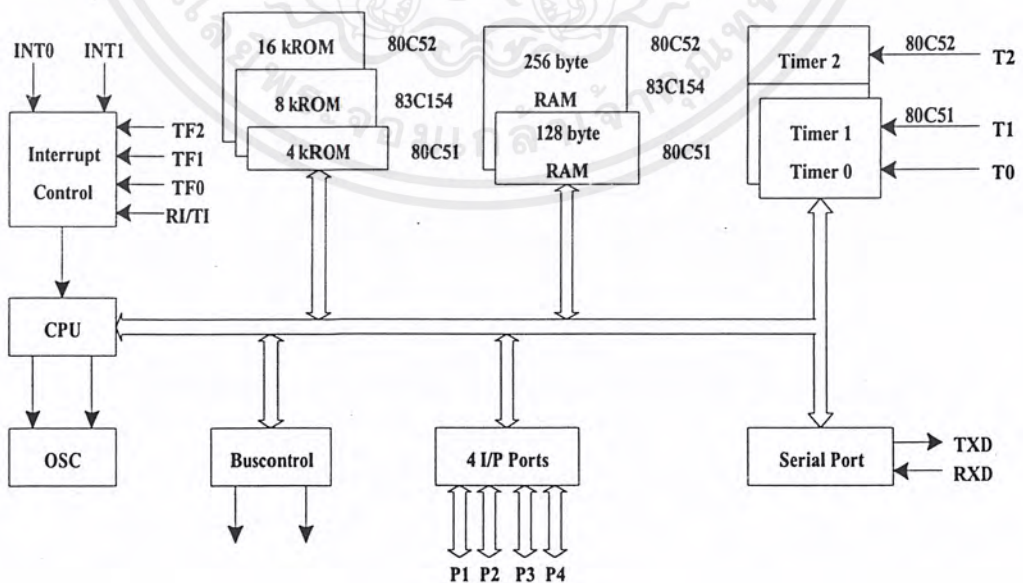 INT0 INT1
Interrupt
Control
TF2
TF1
TF0
RI/TI
16 kROM
80C52
8 kROM
83C154
4 kROM
80C51
256 byte
RAM
80C52
83C154
128 byte
RAM
80C51
Timer 2
80C52
T2
Timer 1
80C51
T1
Timer 0
T0
CPU
OSC
Buscontrol
4 I/P Ports
Serial Port
TXD
RXD
P1 P2 P3 P4